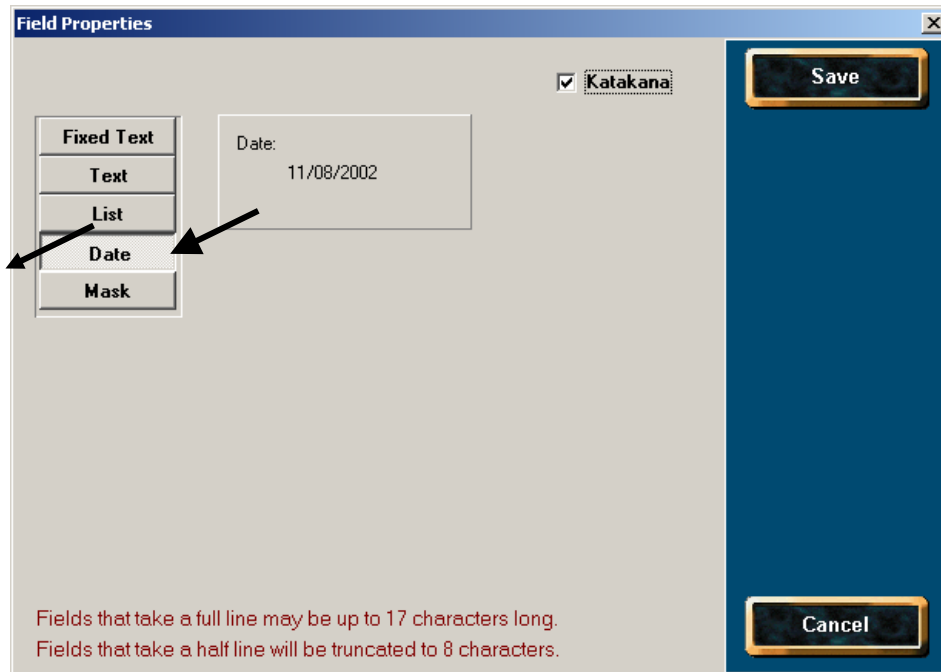 Field Properties
Katakana
Save
Fixed Text
Text
List
Date
Mask
Date:
11/08/2002
Fields that take a full line may be up to 17 characters long.
Fields that take a half line will be truncated to 8 characters.
Cancel